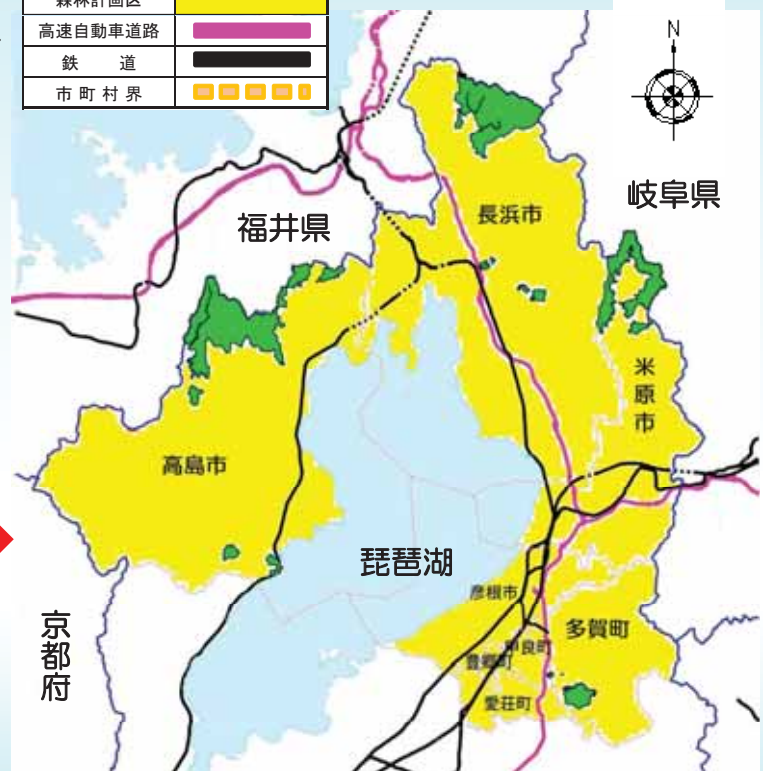 森林計画区
高速自動車道路
鉄 道
市町村界
N
岐阜県
福井県
長浜市
米原市
高島市
琵琶湖
彦根市
多賀町
甲良町
豊郷町
愛荘町
京都府